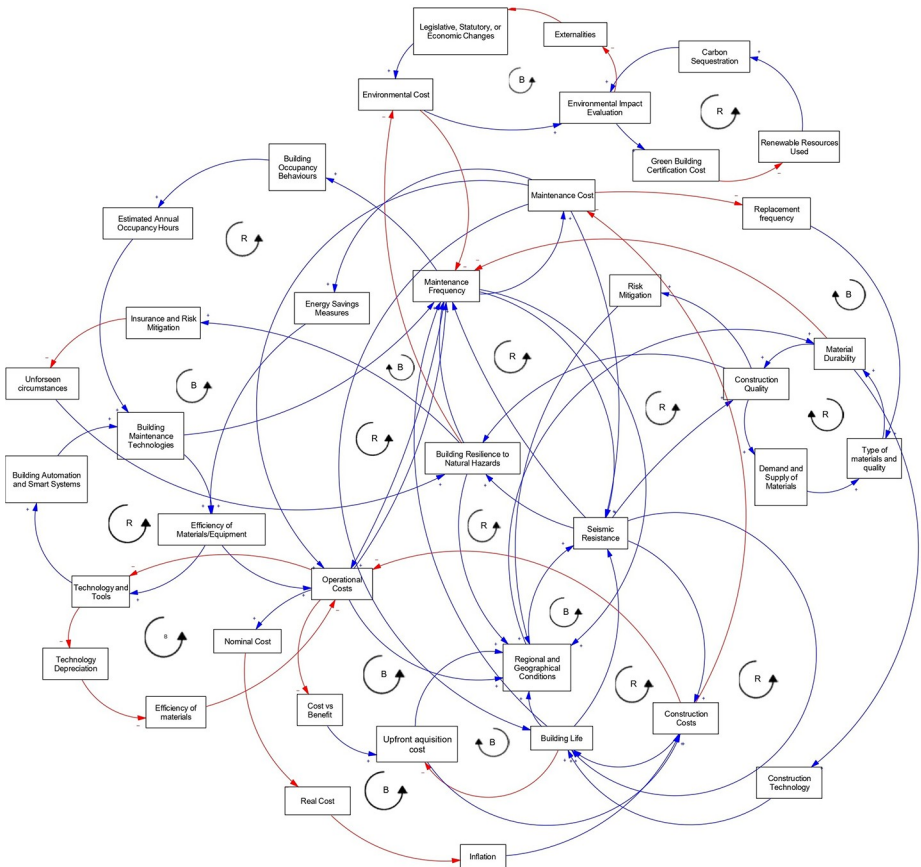 Legislative, Statutory, or
Economic Changes
Externalities
Carbon
Sequestration
Environmental Cost
B
Environmental Impact
Evaluation
R
Renewable Resources
Used
Green Building
Certification Cost
Building
Occupancy
Behaviours
Maintenance Cost
Replacement
frequency
Estimated Annual
Occupancy Hours
R
Maintenance
Frequency
Risk
Mitigation
B
Energy Savings
Measures
Insurance and Risk
Mitigation
Material
Durability
Unforseen
circumstances
B
B
R
Construction
Quality
Building
Maintenance
Technologies
R
R
R
Building Resilience to
Natural Hazards
Type of
materials and
quality
Building Automation
and Smart Systems
Demand and
Supply of
Materials
R
Efficiency of
Materials/Equipment
R
Seismic
Resistance
Technology and
Tools
Operational
Costs
B
Nominal Cost
s
Technology
Depreciation
Regional and
Geographical
Conditions
B
R
R
Efficiency of
materials
Cost vs
Benefit
Construction
Costs
Upfront aquisition
cost
B
Building Life
Construction
Technology
B
Real Cost
Inflation